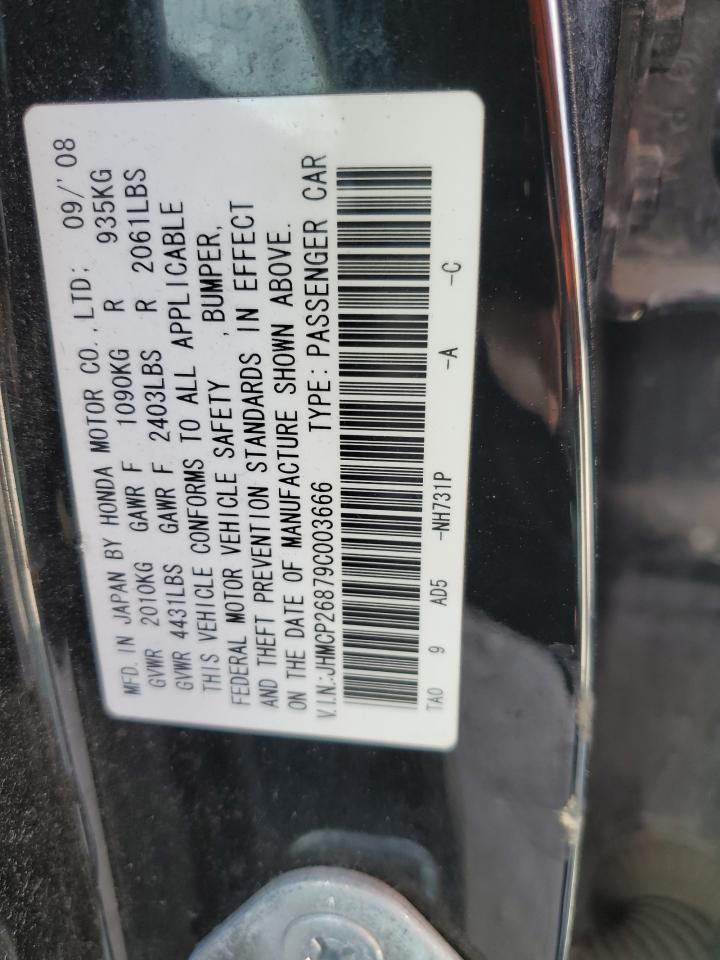 MFD. IN JAPAN BY HONDA MOTOR CO., LTD; 09/'08
GVWR 2010KG GAWR F 1090KG R 935KG
GVWR 4431LBS GAWR F 2403LBS R 2061LBS
THIS VEHICLE CONFORMS TO ALL APPLICABLE
FEDERAL MOTOR VEHICLE SAFETY , BUMPER,
AND THEFT PREVENTION STANDARDS IN EFFECT
ON THE DATE OF MANUFACTURE SHOWN ABOVE.
V.I.N.:JHMCP26879C003666 TYPE: PASSENGER CAR
TA0 9 AD5 -NH731P -A -C